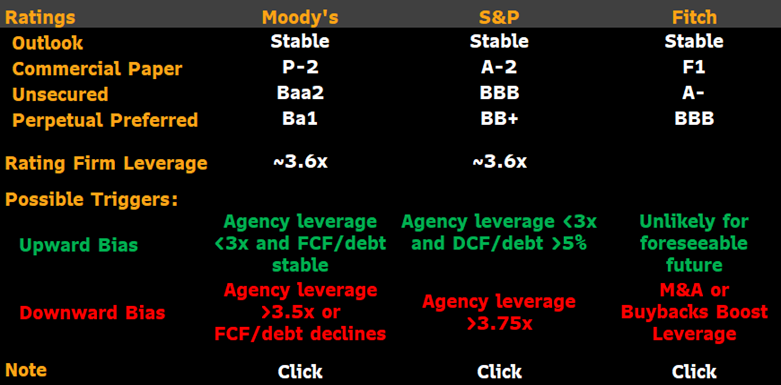 Ratings Moody's S&P Fitch
Outlook Stable Stable Stable
Commercial Paper P-2 A-2 F1
Unsecured Baa2 BBB A-
Perpetual Preferred Ba1 BB+ BBB
Rating Firm Leverage ~3.6x ~3.6x
Possible Triggers:
Upward Bias
Agency leverage
<3x and FCF/debt
stable
Agency leverage <3x
and DCF/debt >5%
Unlikely for
foreseeable
future
Downward Bias
Agency leverage
>3.5x or
FCF/debt declines
Agency leverage
>3.75x
M&A or
Buybacks Boost
Leverage
Note Click Click Click